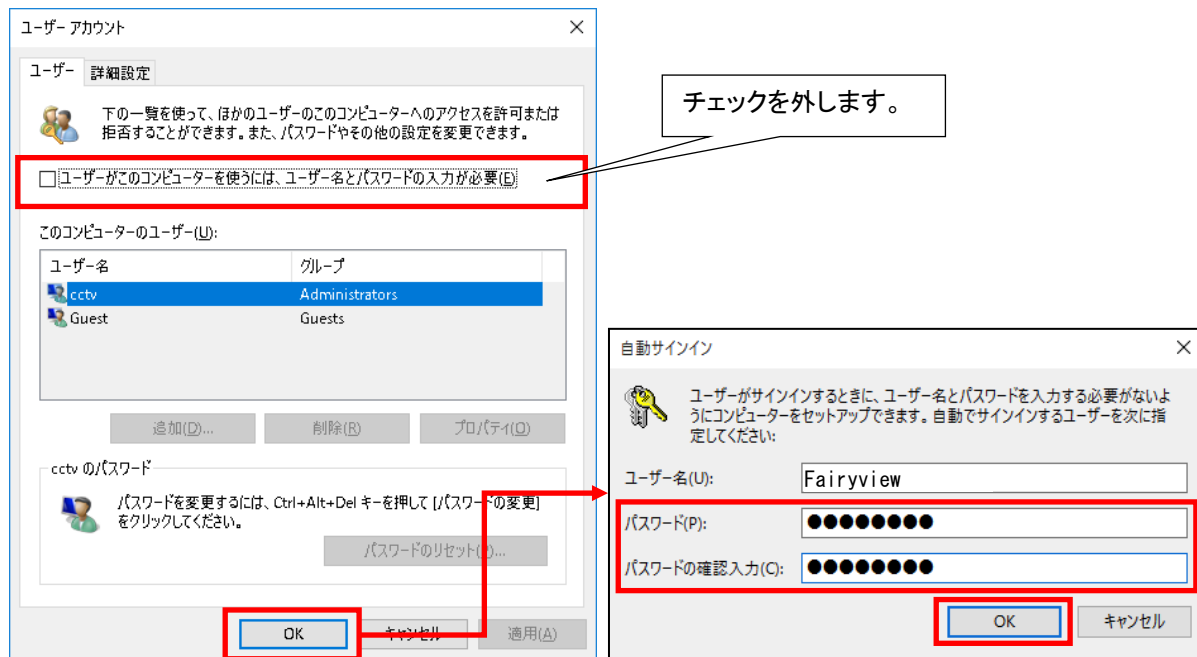 ユーザー アカウント
ユーザー 詳細設定
下の一覧を使って、ほかのユーザーのこのコンピューターへのアクセスを許可または
拒否することができます。また、パスワードやその他の設定を変更できます。
チェックを外します。
ユーザーがこのコンピューターを使うには、ユーザー名とパスワードの入力が必要(E)
このコンピューターのユーザー(U):
ユーザー名 グループ
cctv Administrators
Guest Guests
追加(D)... 削除(R) プロパティ(O)
cctv のパスワード
パスワードを変更するには、Ctrl+Alt+Del キーを押して [パスワードの変更]
をクリックしてください。
パスワードのリセット(P)...
OK キャンセル 適用(A)
自動サインイン
ユーザーがサインインするときに、ユーザー名とパスワードを入力する必要がないよ
うにコンピューターをセットアップできます。自動でサインインするユーザーを次に指
定してください:
ユーザー名(U): Fairyview
パスワード(P): ●●●●●●●●
パスワードの確認入力(C): ●●●●●●●●
OK キャンセル